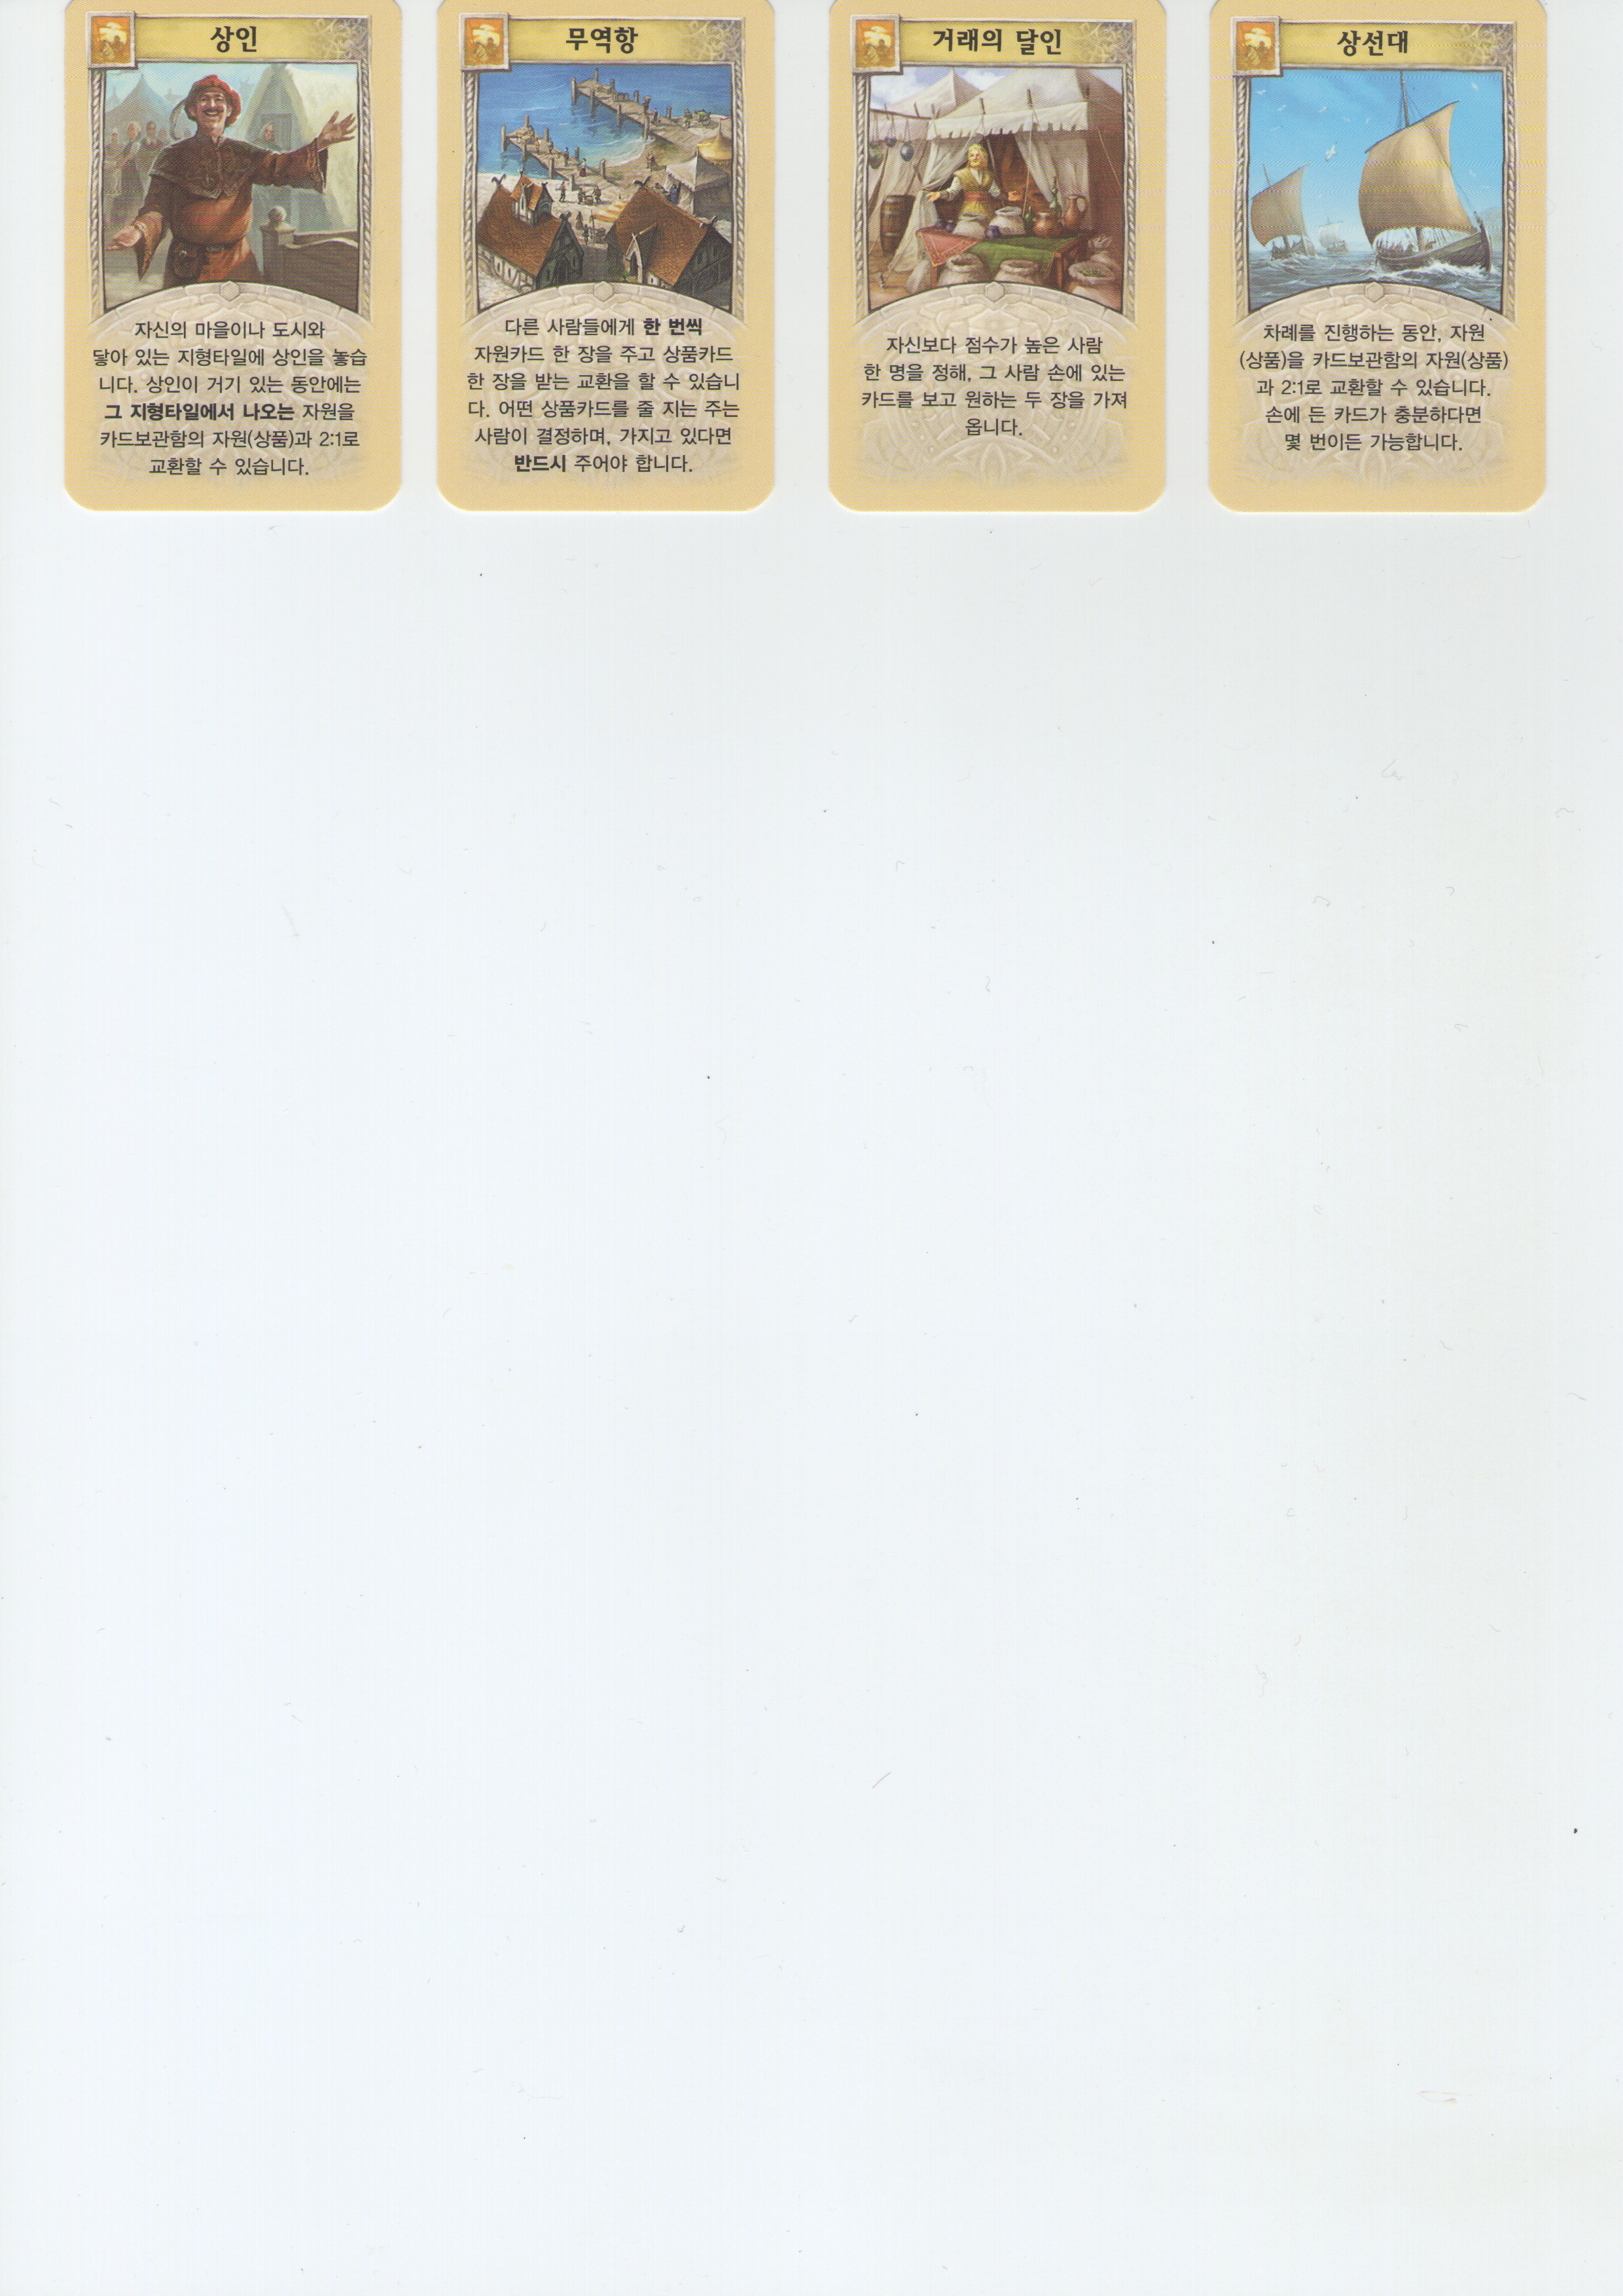 상인
자신의 마을이나 도시와
닿아 있는 지형타일에 상인을 놓습
니다. 상인이 거기 있는 동안에는
그 지형타일에서 나오는 자원을
카드보관함의 자원(상품)과 2:1로
교환할 수 있습니다.
무역항
다른 사람들에게 한 번씩
자원카드 한 장을 주고 상품카드
한 장을 받는 교환을 할 수 있습니
다. 어떤 상품카드를 줄 지는 주는
사람이 결정하며, 가지고 있다면
반드시 주어야 합니다.
거래의 달인
자신보다 점수가 높은 사람
한 명을 정해, 그 사람 손에 있는
카드를 보고 원하는 두 장을 가져
옵니다.
상선대
차례를 진행하는 동안, 자원
(상품)을 카드보관함의 자원(상품)
과 2:1로 교환할 수 있습니다.
손에 든 카드가 충분하다면
몇 번이든 가능합니다.